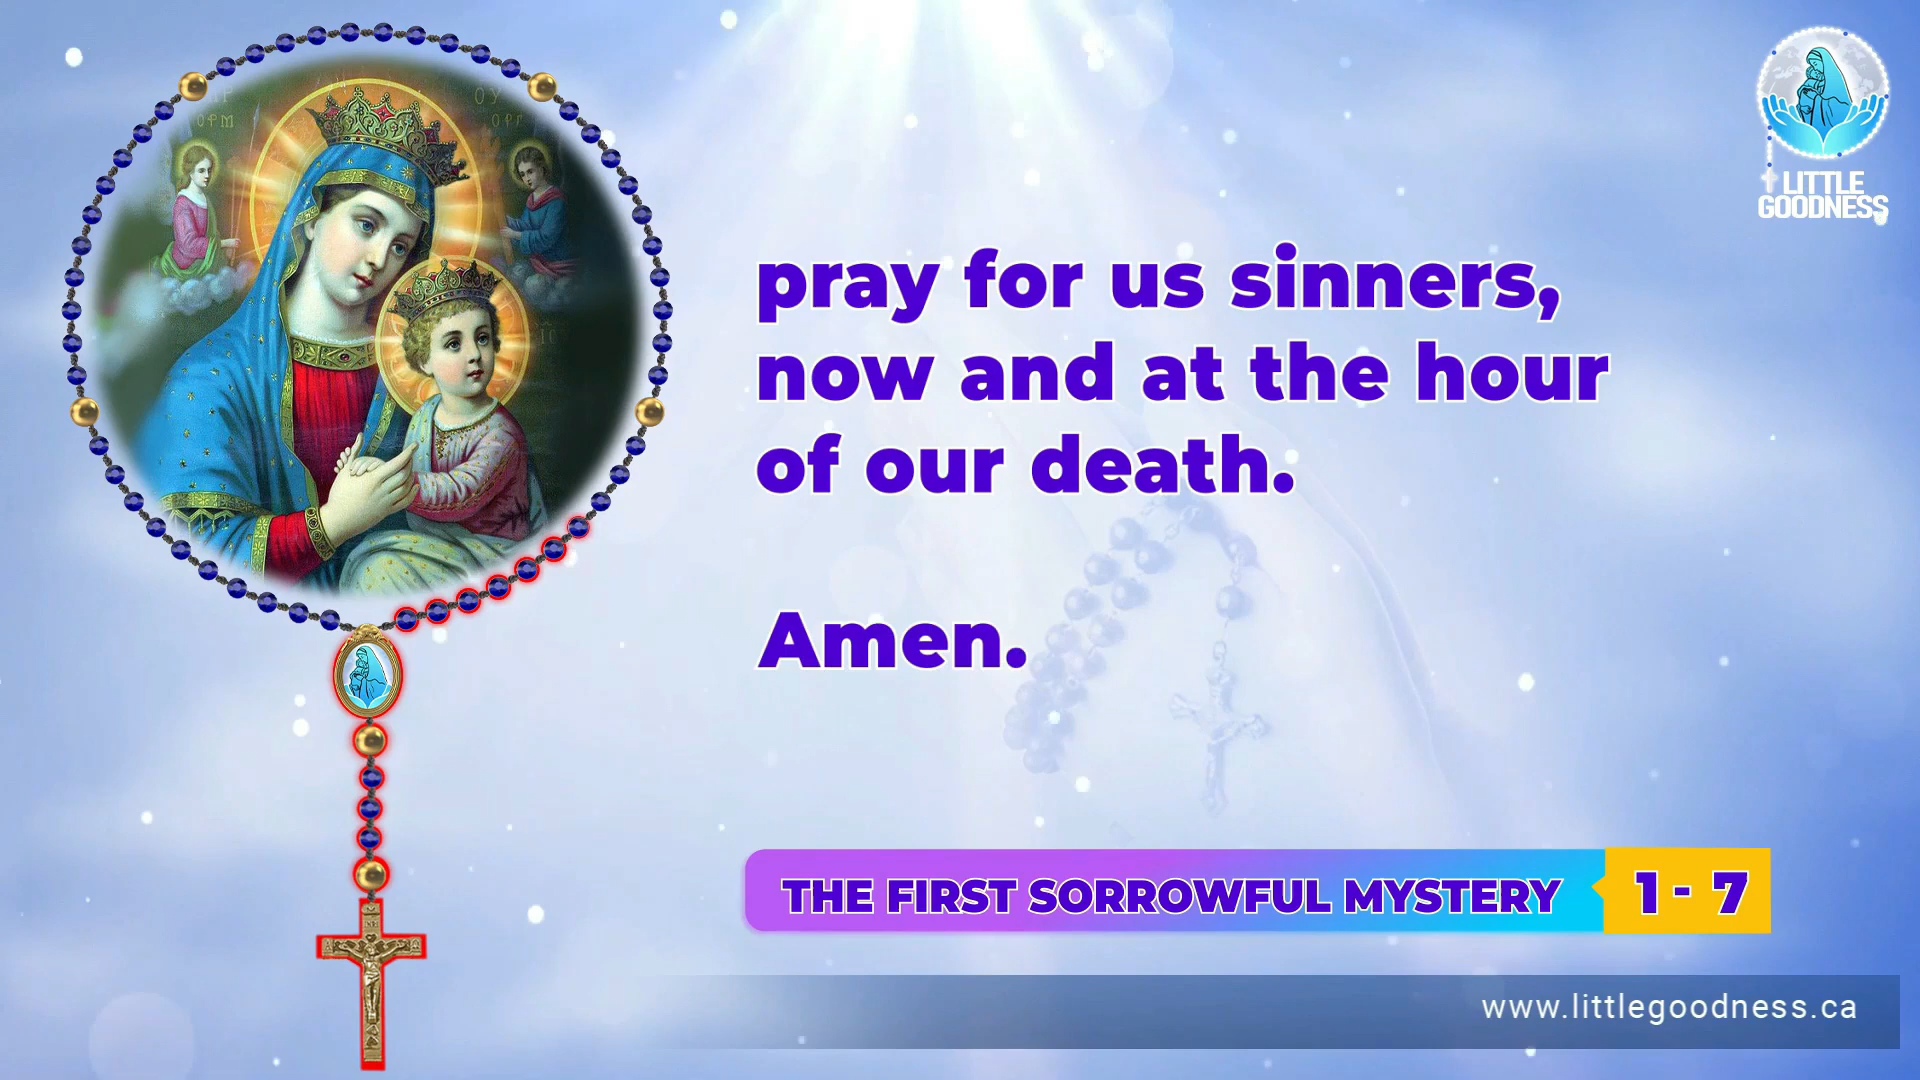 LITTLE
GOODNESS
pray for us sinners,
now and at the hour
of our death.
Amen.
THE FIRST SORROWFUL MYSTERY
1 - 7
www.littlegoodness.ca